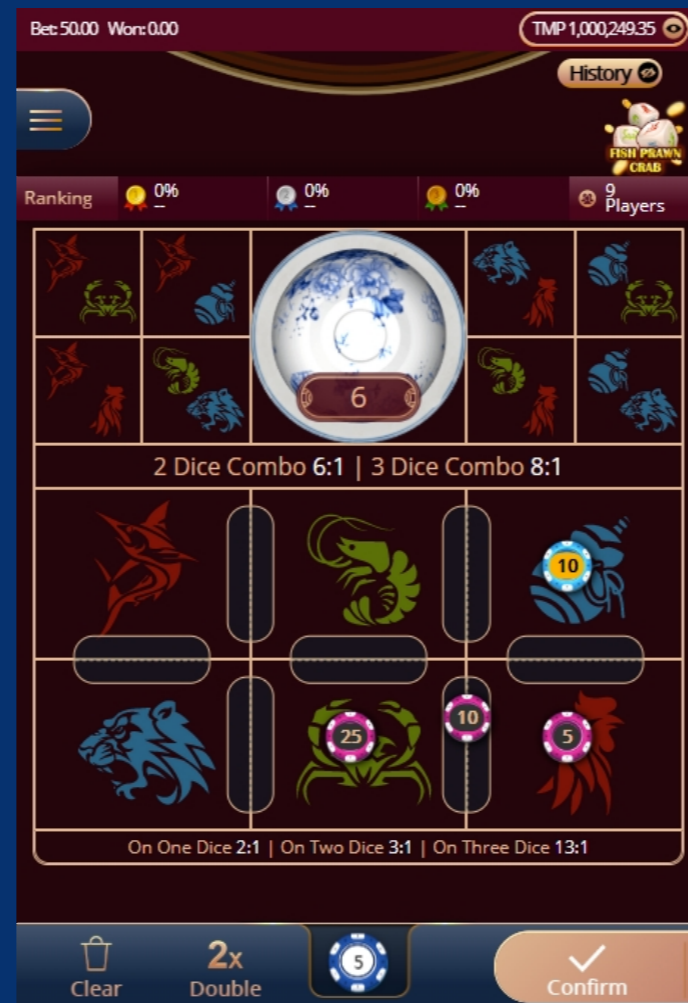 Bet: 50.00 Won: 0.00
TMP 1,000,249.35
History
FISH PRAWN
CRAB
Ranking
0%
--
0%
--
0%
--
9
Players
6
2 Dice Combo 6:1 | 3 Dice Combo 8:1
10
25
10
5
On One Dice 2:1 | On Two Dice 3:1 | On Three Dice 13:1
Clear
2x
Double
5
Confirm